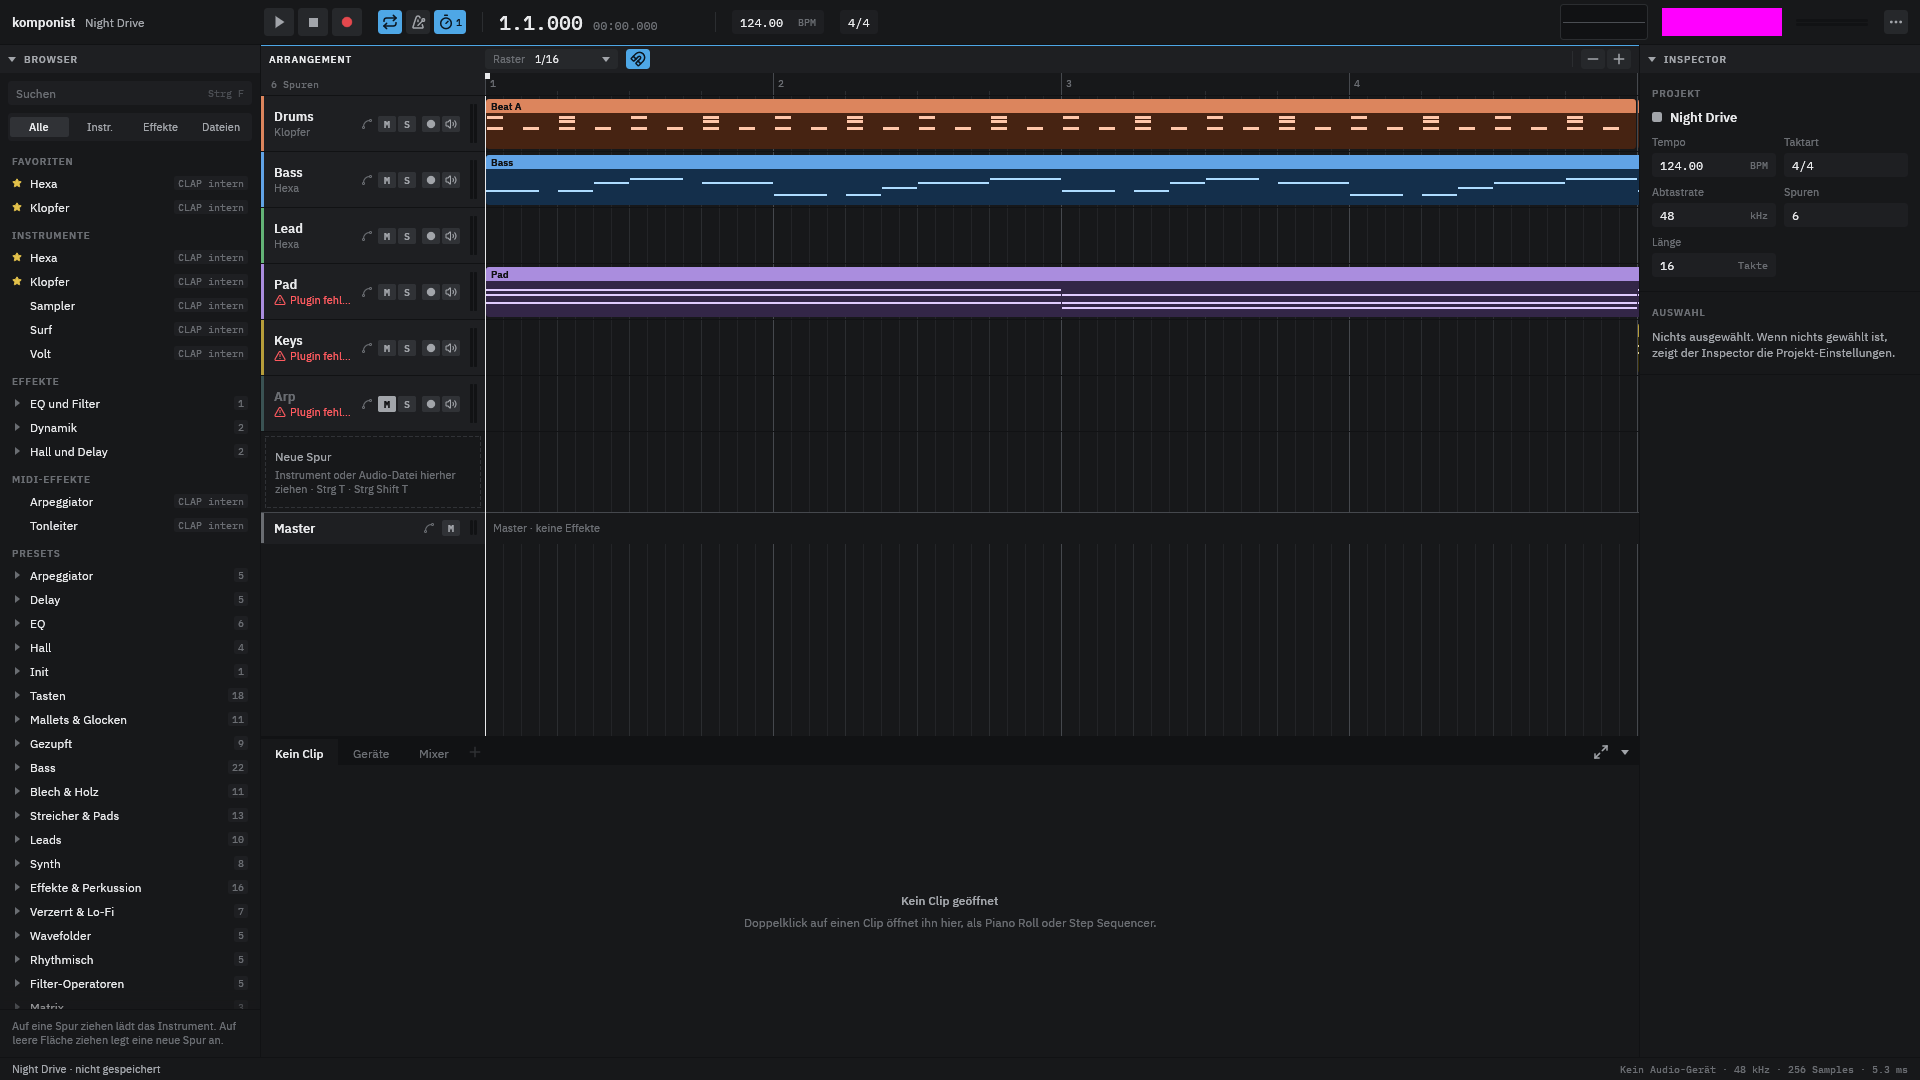 komponist Night Drive
1
1.1.000 00:00.000
124.00 BPM
4/4
BROWSER
Suchen Strg F
Alle Instr. Effekte Dateien
FAVORITEN
Hexa CLAP intern
Klopfer CLAP intern
INSTRUMENTE
Hexa CLAP intern
Klopfer CLAP intern
Sampler CLAP intern
Surf CLAP intern
Volt CLAP intern
EFFEKTE
EQ und Filter 1
Dynamik 2
Hall und Delay 2
MIDI-EFFEKTE
Arpeggiator CLAP intern
Tonleiter CLAP intern
PRESETS
Arpeggiator 5
Delay 5
EQ 6
Hall 4
Init 1
Tasten 18
Mallets & Glocken 11
Gezupft 9
Bass 22
Blech & Holz 11
Streicher & Pads 13
Leads 10
Synth 8
Effekte & Perkussion 16
Verzerrt & Lo-Fi 7
Wavefolder 5
Rhythmisch 5
Filter-Operatoren 5
Matrix 3
Auf eine Spur ziehen lädt das Instrument. Auf
leere Fläche ziehen legt eine neue Spur an.
ARRANGEMENT
Raster 1/16
6 Spuren
1 2 3 4
Drums
Klopfer
M S
Beat A
Bass
Hexa
M S
Bass
Lead
Hexa
M S
Pad
Plugin fehl...
M S
Pad
Keys
Plugin fehl...
M S
Arp
Plugin fehl...
M S
Neue Spur
Instrument oder Audio-Datei hierher
ziehen · Strg T · Strg Shift T
Master
M
Master · keine Effekte
Kein Clip Geräte Mixer
Kein Clip geöffnet
Doppelklick auf einen Clip öffnet ihn hier, als Piano Roll oder Step Sequencer.
INSPECTOR
PROJEKT
Night Drive
Tempo Taktart
124.00 BPM 4/4
Abtastrate Spuren
48 kHz 6
Länge
16 Takte
AUSWAHL
Nichts ausgewählt. Wenn nichts gewählt ist,
zeigt der Inspector die Projekt-Einstellungen.
Night Drive · nicht gespeichert
Kein Audio-Gerät · 48 kHz · 256 Samples · 5.3 ms